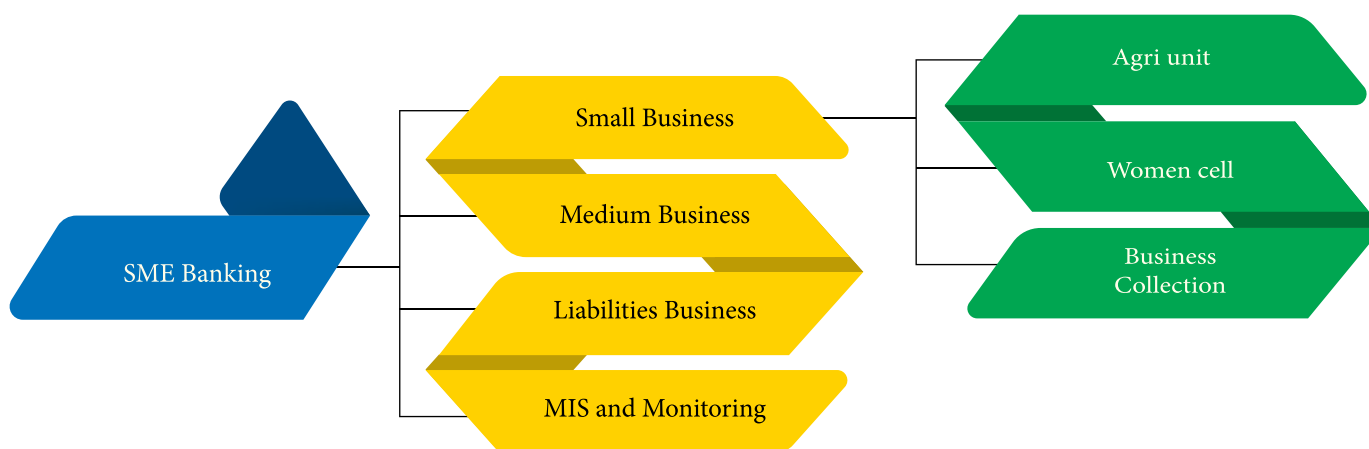 SME Banking
Small Business
Medium Business
Liabilities Business
MIS and Monitoring
Agri unit
Women cell
Business
Collection